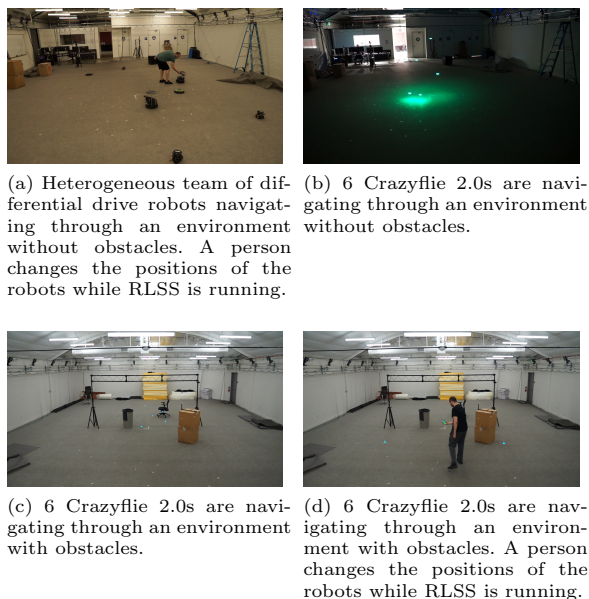 (a) Heterogeneous team of dif-
ferential drive robots navigat-
ing through an environment
without obstacles. A person
changes the positions of the
robots while RLSS is running.
(b) 6 Crazyflie 2.0s are navi-
gating through an environment
without obstacles.
(c) 6 Crazyflie 2.0s are navi-
gating through an environment
with obstacles.
(d) 6 Crazyflie 2.0s are nav-
igating through an environ-
ment with obstacles. A person
changes the positions of the
robots while RLSS is running.